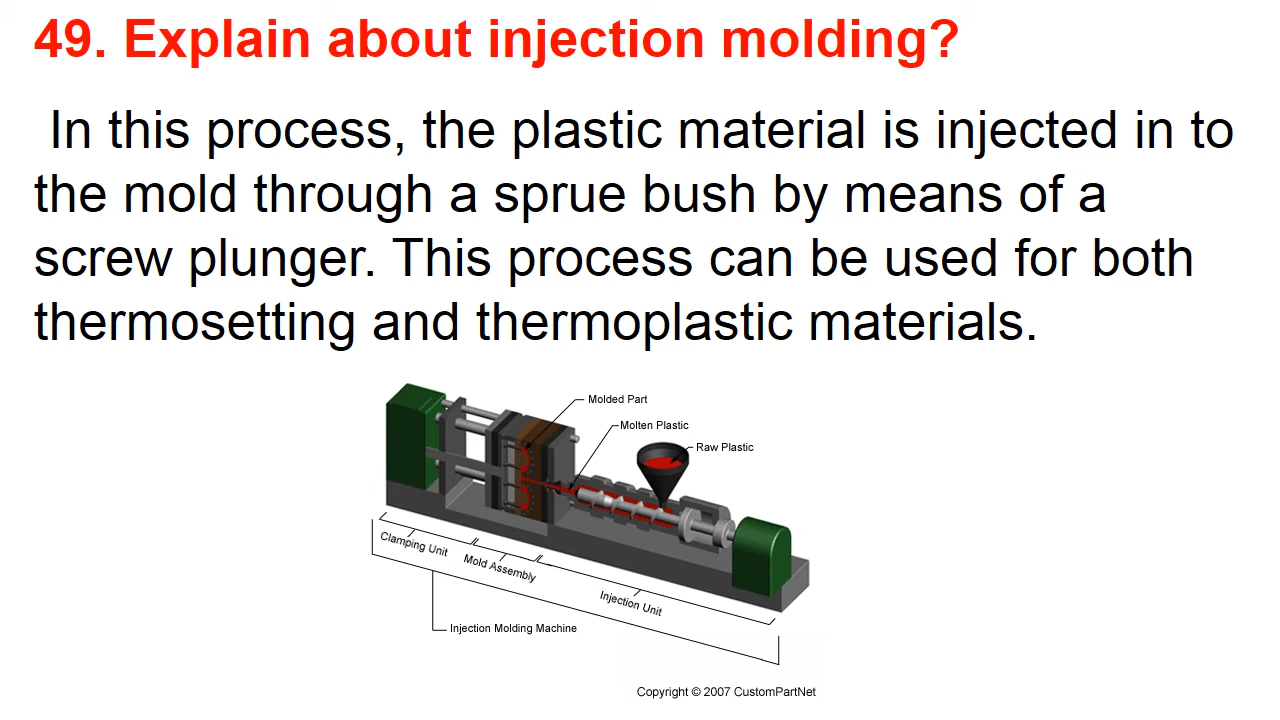 49. Explain about injection molding?
In this process, the plastic material is injected in to
the mold through a sprue bush by means of a
screw plunger. This process can be used for both
thermosetting and thermoplastic materials.
Molded Part
Molten Plastic
Raw Plastic
Clamping Unit
Mold Assembly
Injection Unit
Injection Molding Machine
Copyright © 2007 CustomPartNet